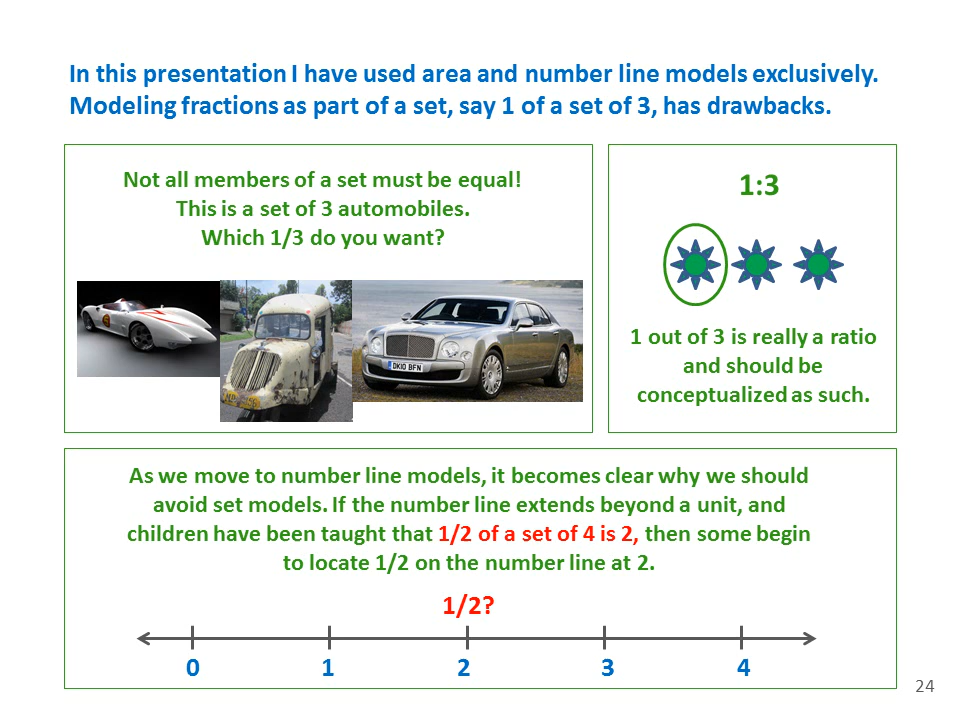 In this presentation I have used area and number line models exclusively.
Modeling fractions as part of a set, say 1 of a set of 3, has drawbacks.
Not all members of a set must be equal!
This is a set of 3 automobiles.
Which 1/3 do you want?
DK10 BFN
1:3
1 out of 3 is really a ratio
and should be
conceptualized as such.
As we move to number line models, it becomes clear why we should
avoid set models. If the number line extends beyond a unit, and
children have been taught that 1/2 of a set of 4 is 2, then some begin
to locate 1/2 on the number line at 2.
1/2?
0 1 2 3 4
24